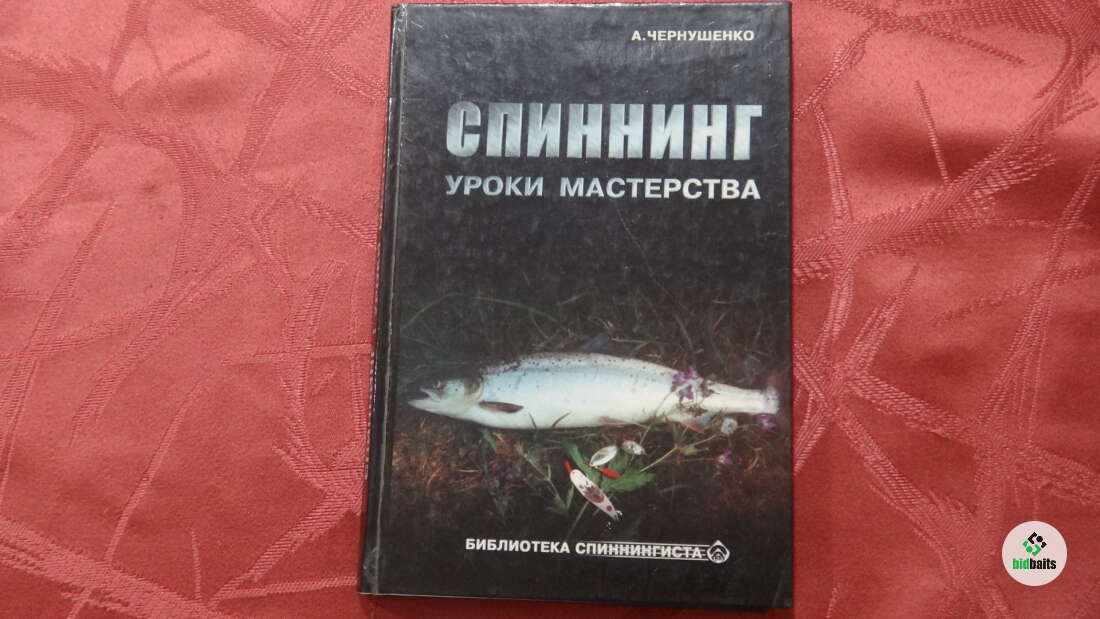 А. ЧЕРНУШЕНКО
СПИННИНГ
УРОКИ МАСТЕРСТВА
БИБЛИОТЕКА СПИННИНГИСТА
bidbaits